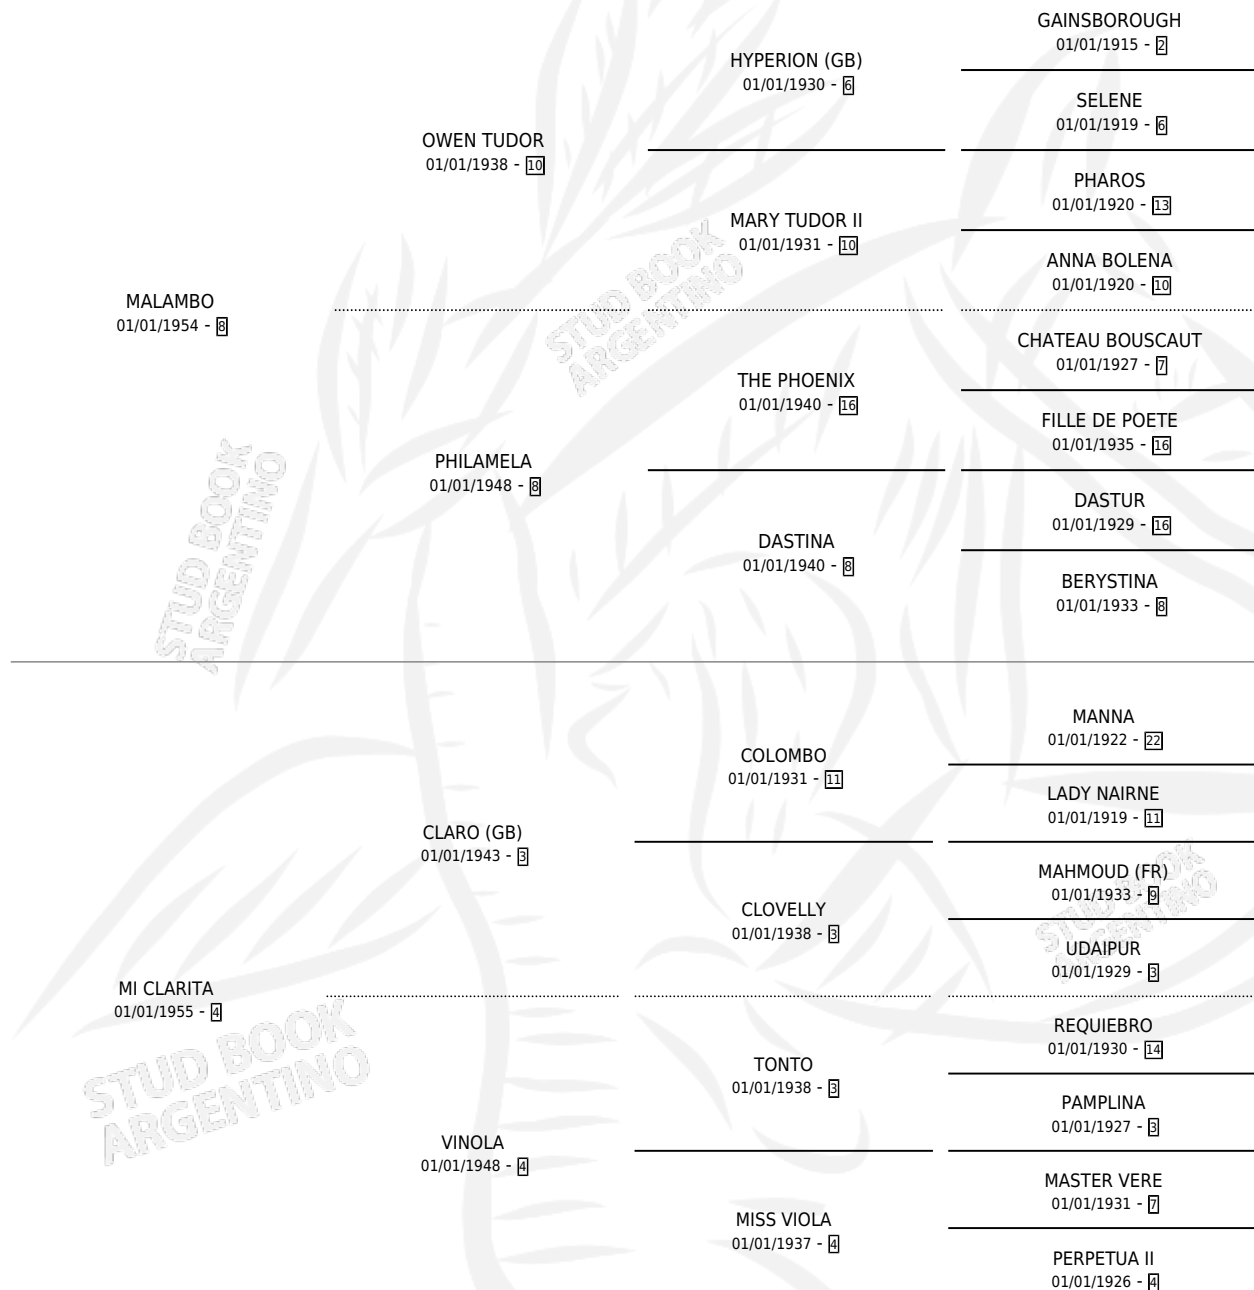 MALAMBO
01/01/1954 - 8
OWEN TUDOR
01/01/1938 - 10
HYPERION (GB)
01/01/1930 - 6
GAINSBOROUGH
01/01/1915 - 2
SELENE
01/01/1919 - 6
MARY TUDOR II
01/01/1931 - 10
PHAROS
01/01/1920 - 13
ANNA BOLENA
01/01/1920 - 10
PHILAMELA
01/01/1948 - 8
THE PHOENIX
01/01/1940 - 16
CHATEAU BOUSCAUT
01/01/1927 - 7
FILLE DE POETE
01/01/1935 - 16
DASTINA
01/01/1940 - 8
DASTUR
01/01/1929 - 16
BERYSTINA
01/01/1933 - 8
MI CLARITA
01/01/1955 - 4
CLARO (GB)
01/01/1943 - 3
COLOMBO
01/01/1931 - 11
MANNA
01/01/1922 - 22
LADY NAIRNE
01/01/1919 - 11
CLOVELLY
01/01/1938 - 3
MAHMOUD (FR)
01/01/1933 - 9
UDAIPUR
01/01/1929 - 3
VINOLA
01/01/1948 - 4
TONTO
01/01/1938 - 3
REQUIEBRO
01/01/1930 - 14
PAMPLINA
01/01/1927 - 3
MISS VIOLA
01/01/1937 - 4
MASTER VERE
01/01/1931 - 7
PERPETUA II
01/01/1926 - 4
STUD BOOK
ARGENTINO
STUD BOOK
ARGENTINO
STUD BOOK
ARGENTINO
STUD BOOK
ARGENTINO